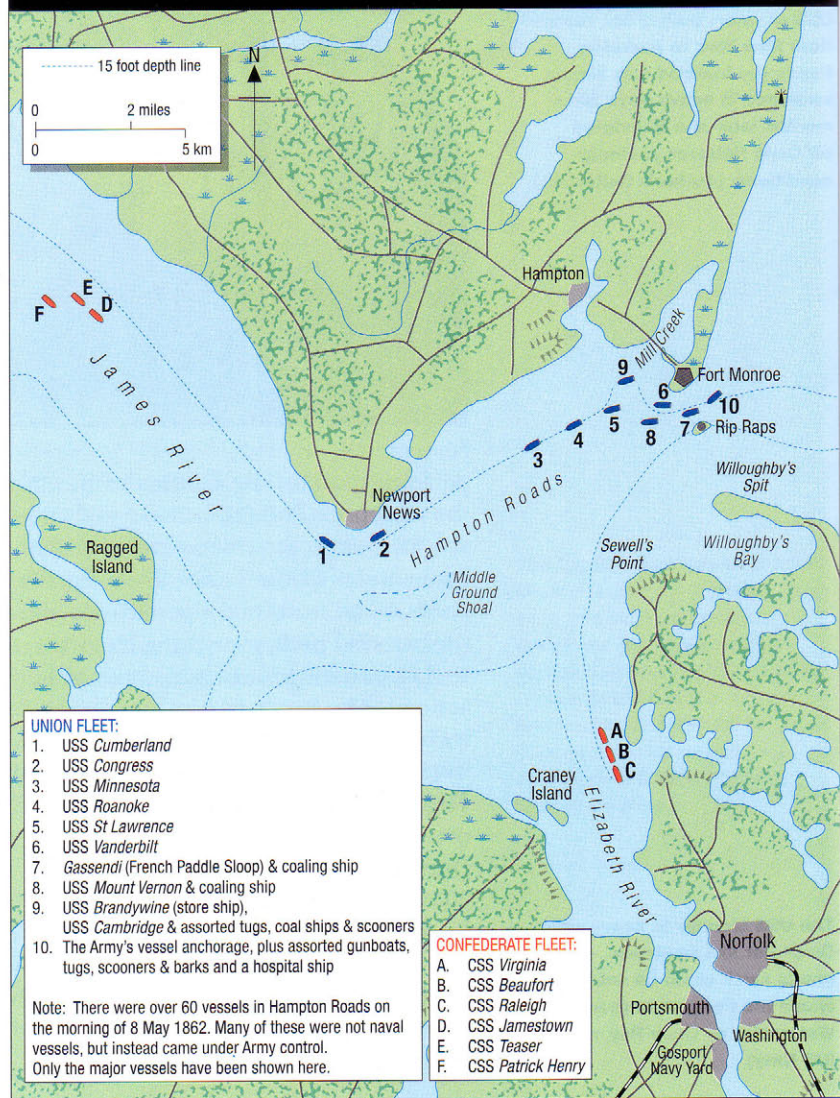 15 foot depth line
0 2 miles
0 5 km
N
F
E
D
James River
Hampton
Mill Creek
Fort Monroe
9
6
10
5
8
7
Rip Raps
4
3
Hampton Roads
Willoughby's
Spit
Newport
News
1
2
Sewell's
Point
Willoughby's
Bay
Ragged
Island
Middle
Ground
Shoal
A
B
C
Craney
Island
Elizabeth River
Norfolk
Portsmouth
Washington
Gosport
Navy Yard
UNION FLEET:
1. USS Cumberland
2. USS Congress
3. USS Minnesota
4. USS Roanoke
5. USS St Lawrence
6. USS Vanderbilt
7. Gassendi (French Paddle Sloop) & coaling ship
8. USS Mount Vernon & coaling ship
9. USS Brandywine (store ship),
USS Cambridge & assorted tugs, coal ships & scooners
10. The Army's vessel anchorage, plus assorted gunboats,
tugs, scooners & barks and a hospital ship
Note: There were over 60 vessels in Hampton Roads on
the morning of 8 May 1862. Many of these were not naval
vessels, but instead came under Army control.
Only the major vessels have been shown here.
CONFEDERATE FLEET:
A. CSS Virginia
B. CSS Beaufort
C. CSS Raleigh
D. CSS Jamestown
E. CSS Teaser
F. CSS Patrick Henry